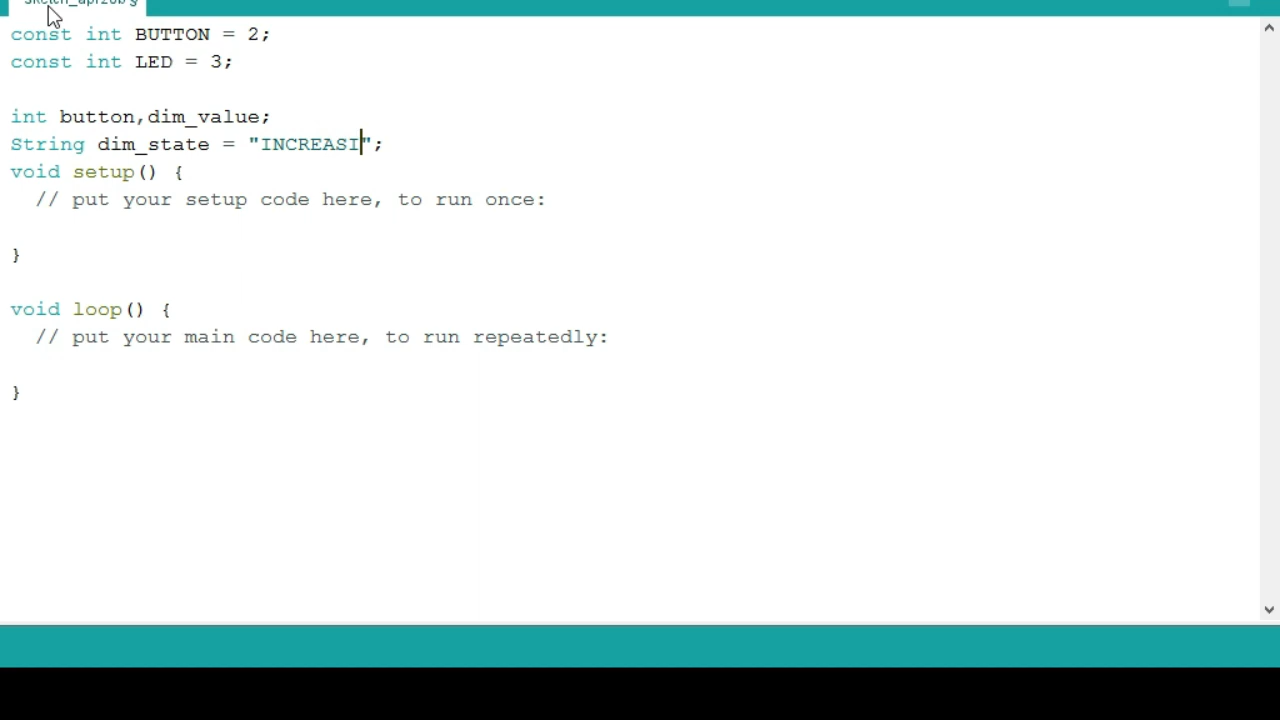 const int BUTTON = 2;
const int LED = 3;
int button,dim_value;
String dim_state = "INCREASI";
void setup() {
// put your setup code here, to run once:
}
void loop() {
// put your main code here, to run repeatedly:
}